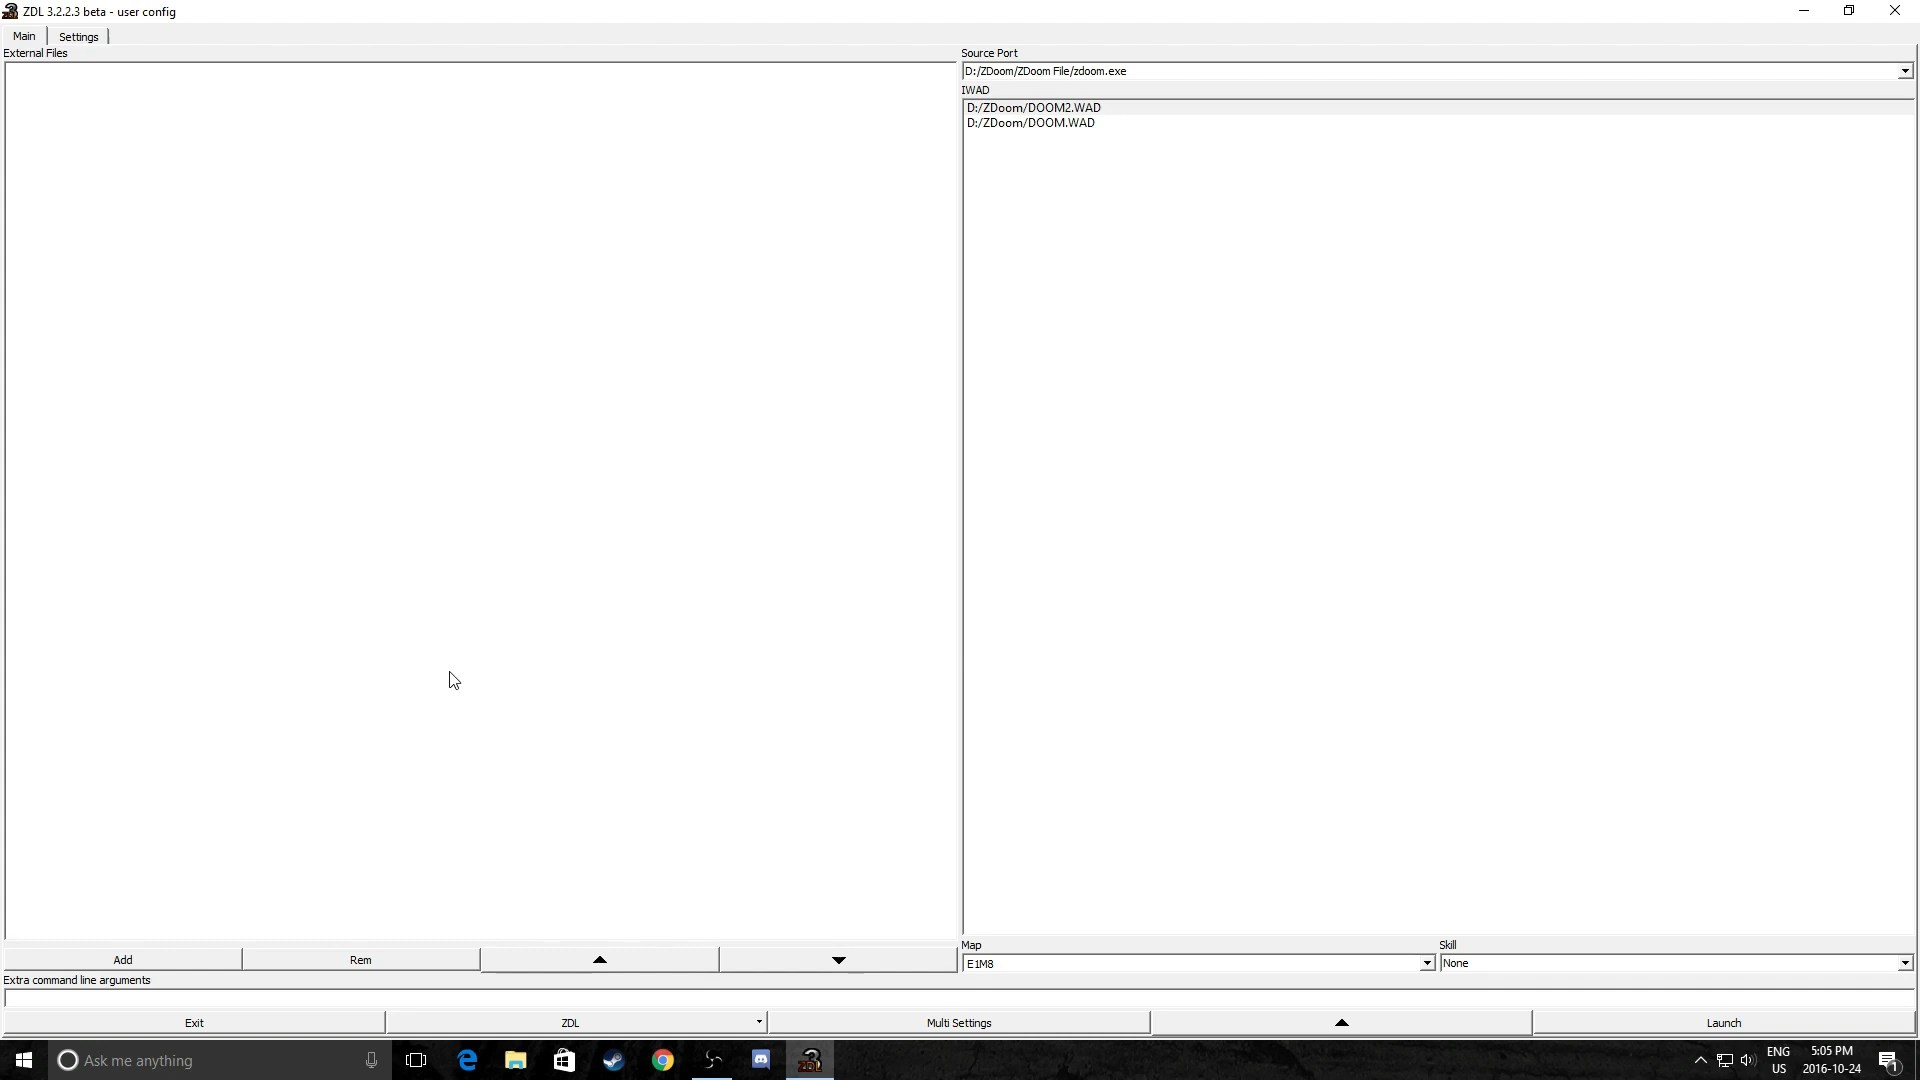 ZDL 3.2.2.3 beta - user config
Main
Settings
External Files
Source Port
D:/ZDoom/ZDoom File/zdoom.exe
IWAD
D:/ZDoom/DOOM2.WAD
D:/ZDoom/DOOM.WAD
Add
Rem
Map
Skill
E1M8
None
Extra command line arguments
Exit
ZDL
Multi Settings
Launch
Ask me anything
ENG
US
5:05 PM
2016-10-24
1